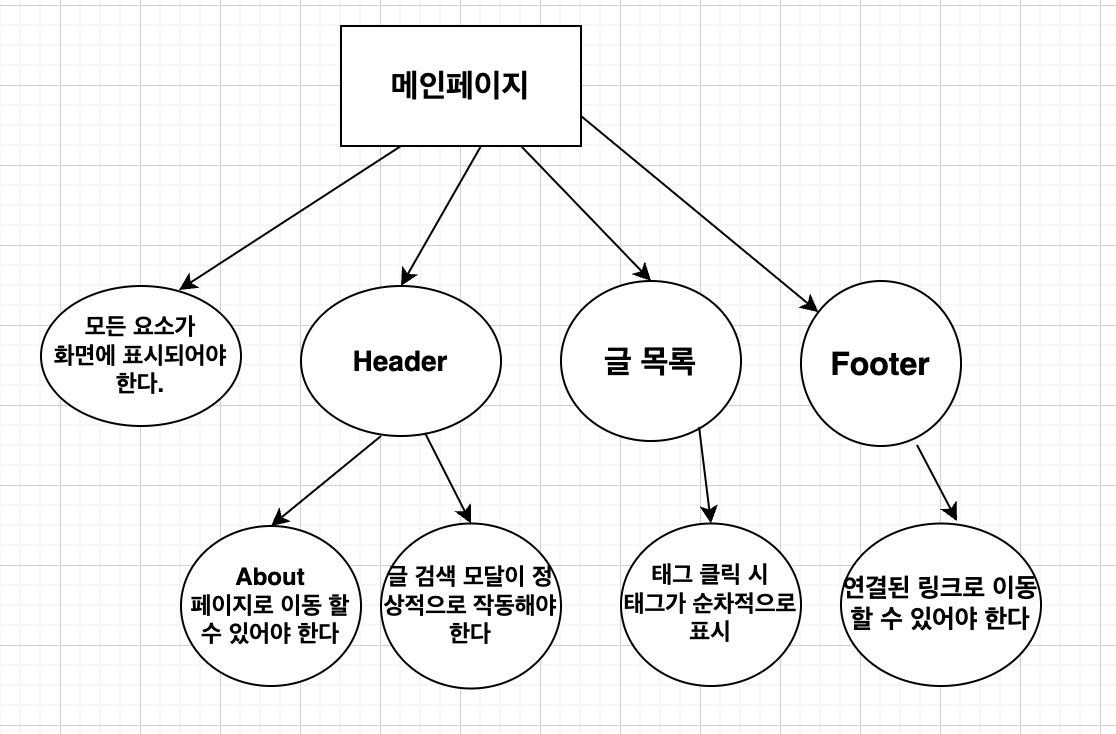 메인페이지
모든 요소가
화면에 표시되어야
한다.
Header
글 목록
Footer
About
페이지로 이동 할
수 있어야 한다
글 검색 모달이 정
상적으로 작동해야
한다
태그 클릭 시
태그가 순차적으로
표시
연결된 링크로 이동
할 수 있어야 한다